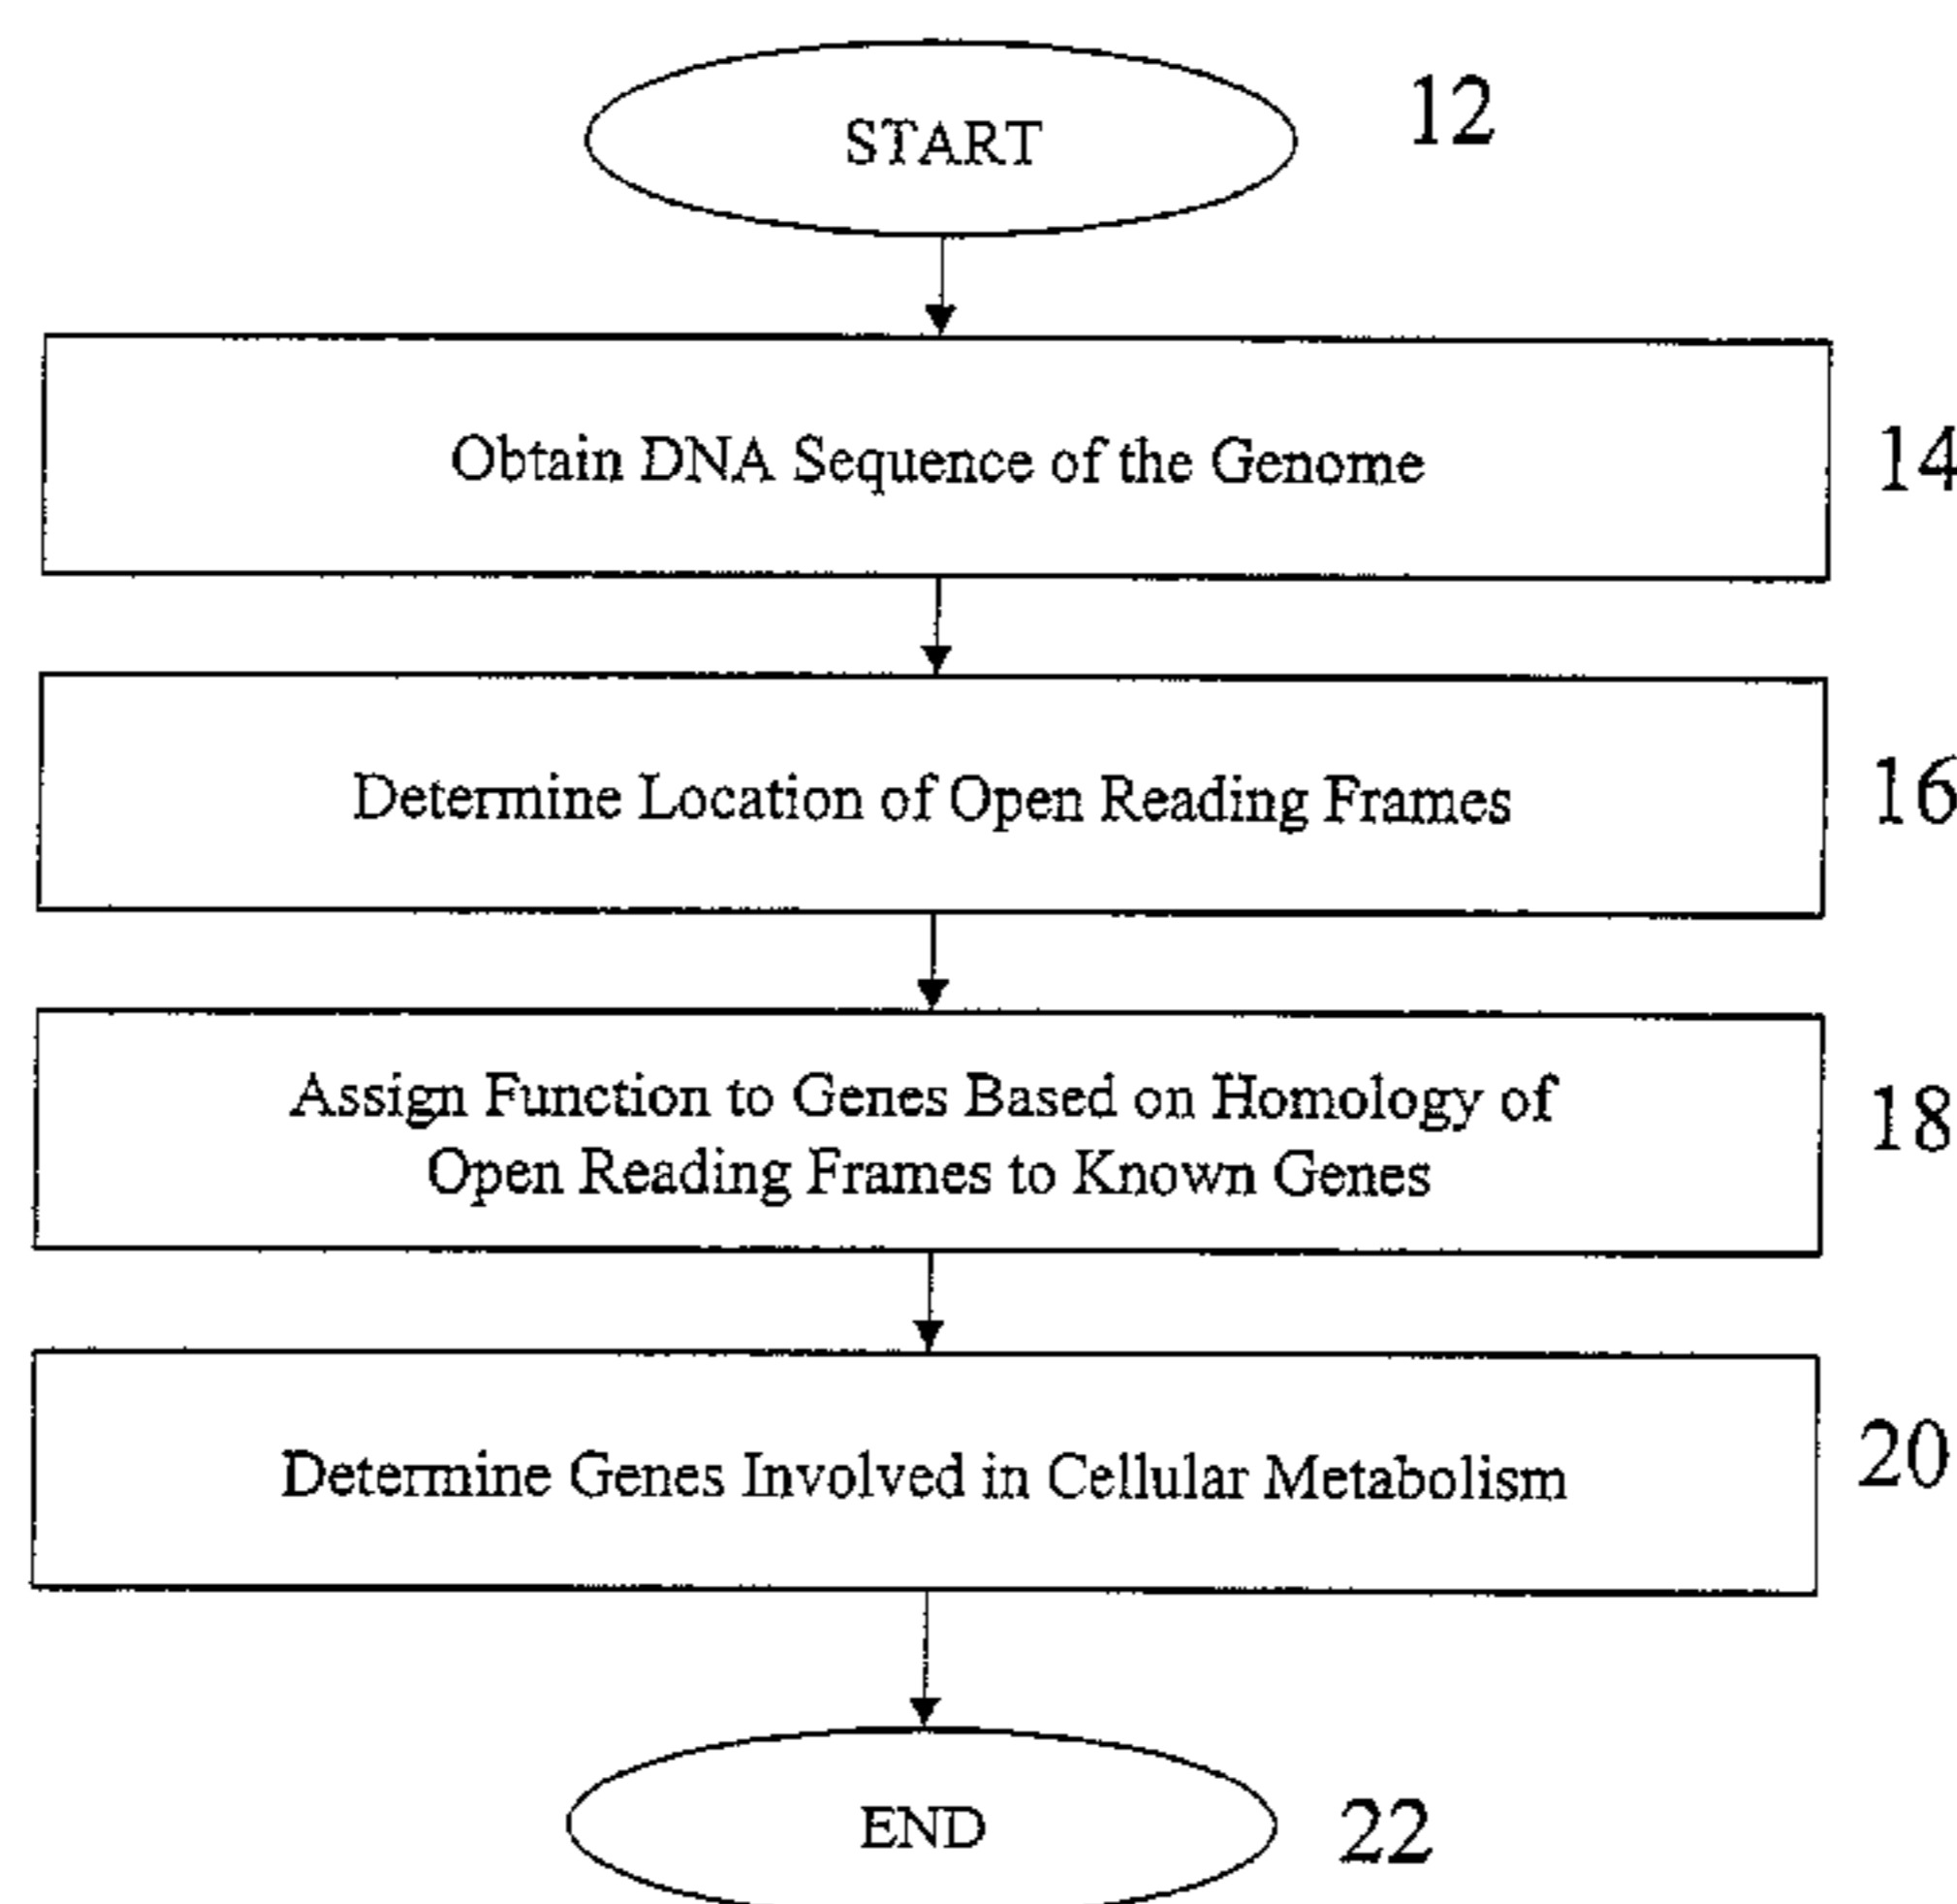 START
12
Obtain DNA Sequence of the Genome
14
Determine Location of Open Reading Frames
16
Assign Function to Genes Based on Homology of
Open Reading Frames to Known Genes
18
Determine Genes Involved in Cellular Metabolism
20
END
22